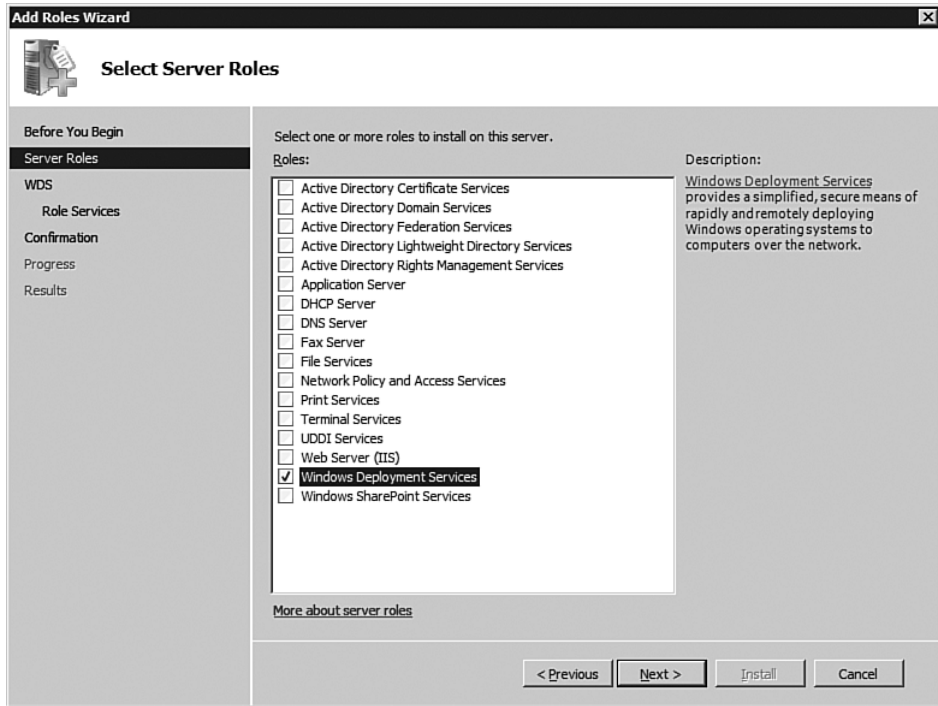 Add Roles Wizard
Select Server Roles
Before You Begin
Server Roles
WDS
Role Services
Confirmation
Progress
Results
Select one or more roles to install on this server.
Roles:
Active Directory Certificate Services
Active Directory Domain Services
Active Directory Federation Services
Active Directory Lightweight Directory Services
Active Directory Rights Management Services
Application Server
DHCP Server
DNS Server
Fax Server
File Services
Network Policy and Access Services
Print Services
Terminal Services
UDDI Services
Web Server (IIS)
Windows Deployment Services
Windows SharePoint Services
More about server roles
Description:
Windows Deployment Services
provides a simplified, secure means of
rapidly and remotely deploying
Windows operating systems to
computers over the network.
< Previous
Next >
Install
Cancel